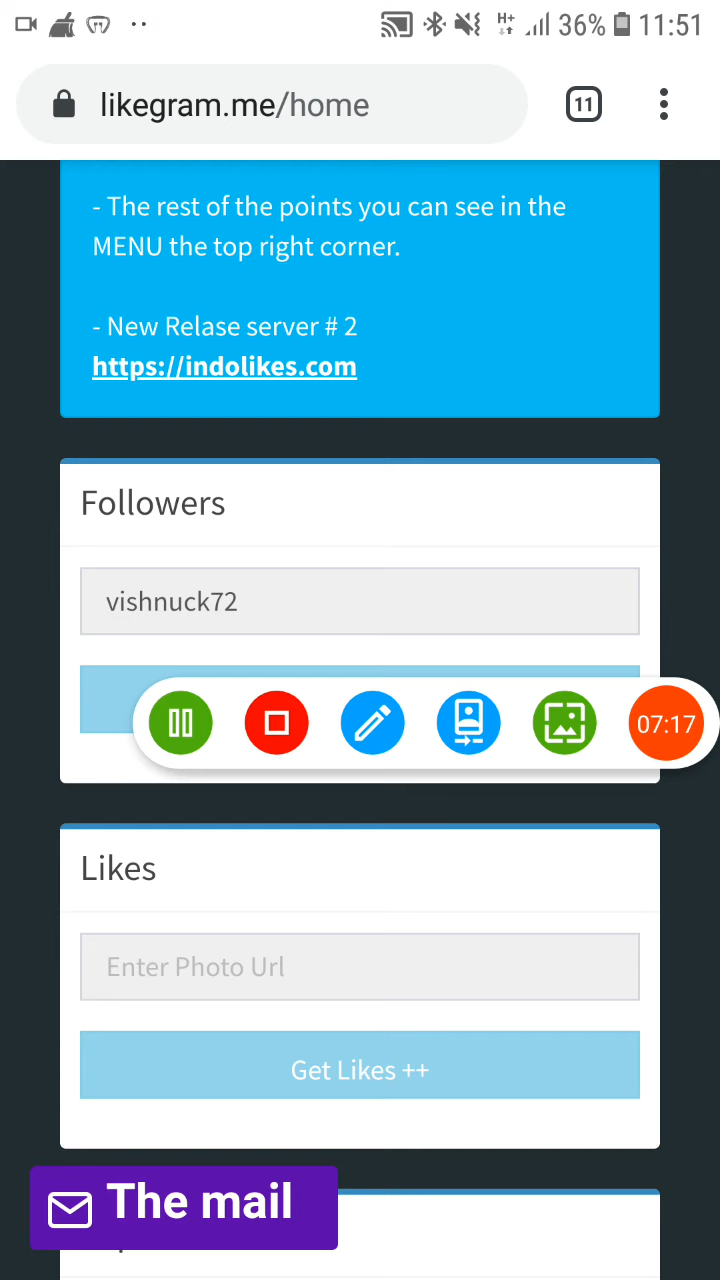 36% 11:51
likegram.me/home
11
- The rest of the points you can see in the
MENU the top right corner.
- New Relase server # 2
https://indolikes.com
Followers
vishnuck72
07:17
Likes
Enter Photo Url
Get Likes ++
The mail